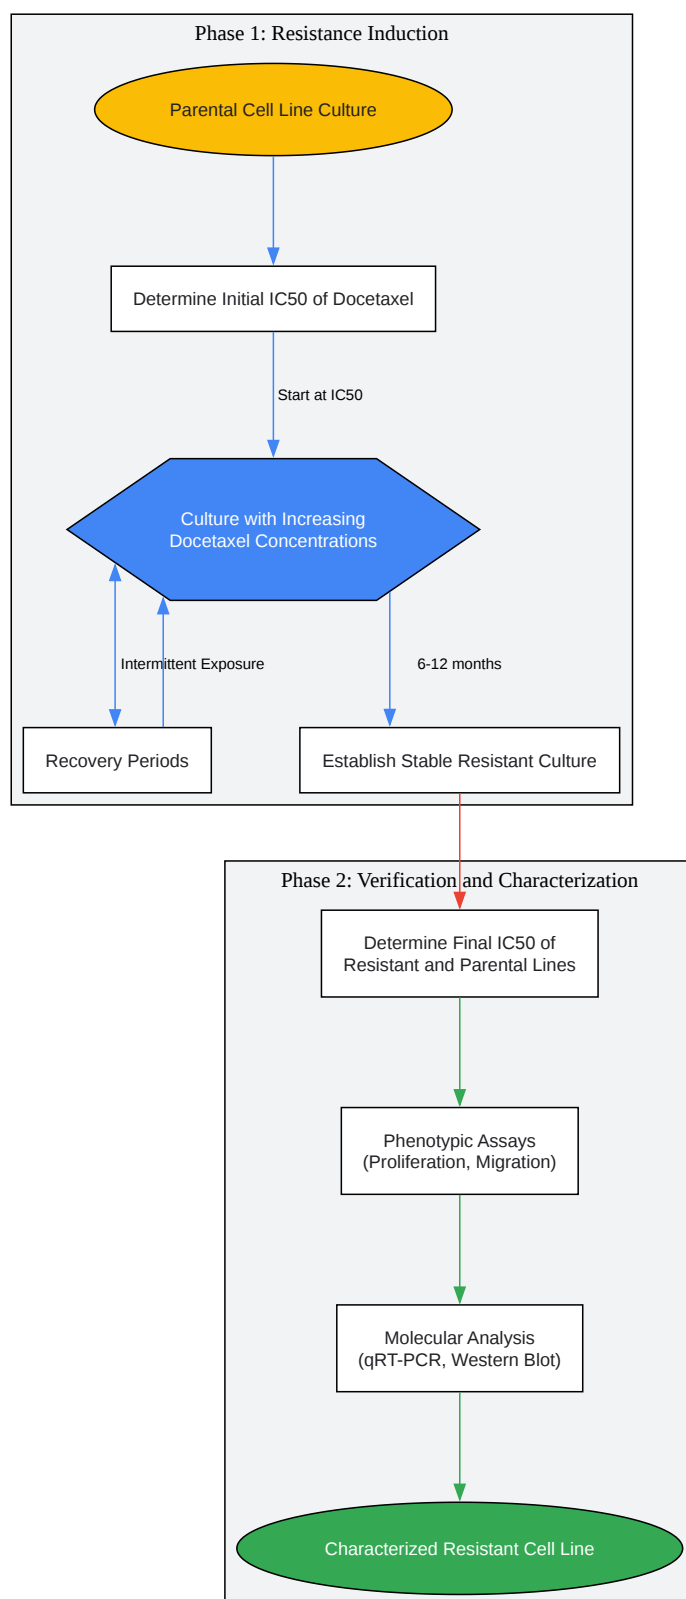 Phase 1: Resistance Induction
Parental Cell Line Culture
Determine Initial IC50 of Docetaxel
Start at IC50
Culture with Increasing
Docetaxel Concentrations
Intermittent Exposure
6-12 months
Recovery Periods
Establish Stable Resistant Culture
Phase 2: Verification and Characterization
Determine Final IC50 of
Resistant and Parental Lines
Phenotypic Assays
(Proliferation, Migration)
Molecular Analysis
(qRT-PCR, Western Blot)
Characterized Resistant Cell Line